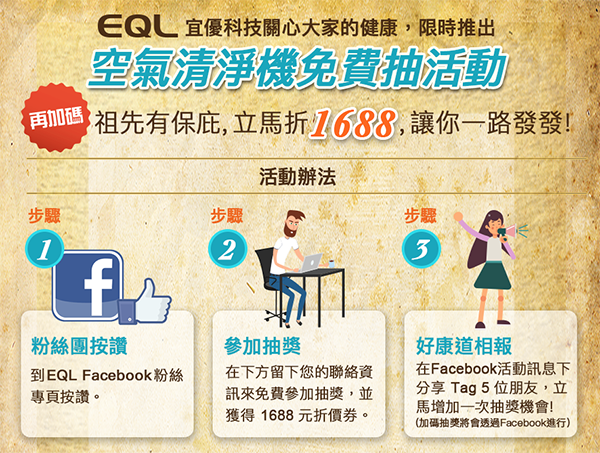 EQL 宜優科技關心大家的健康，限時推出
空氣清淨機免費抽活動
再加碼 祖先有保庇, 立馬折1688, 讓你一路發發!
活動辦法
步驟
1
f
粉絲團按讚
到EQL Facebook粉絲
專頁按讚。
步驟
2
參加抽獎
在下方留下您的聯絡資
訊來免費參加抽獎，並
獲得 1688 元折價券。
步驟
3
好康道相報
在Facebook活動訊息下
分享 Tag 5 位朋友，立
馬增加一次抽獎機會!
(加碼抽獎將會透過Facebook進行)